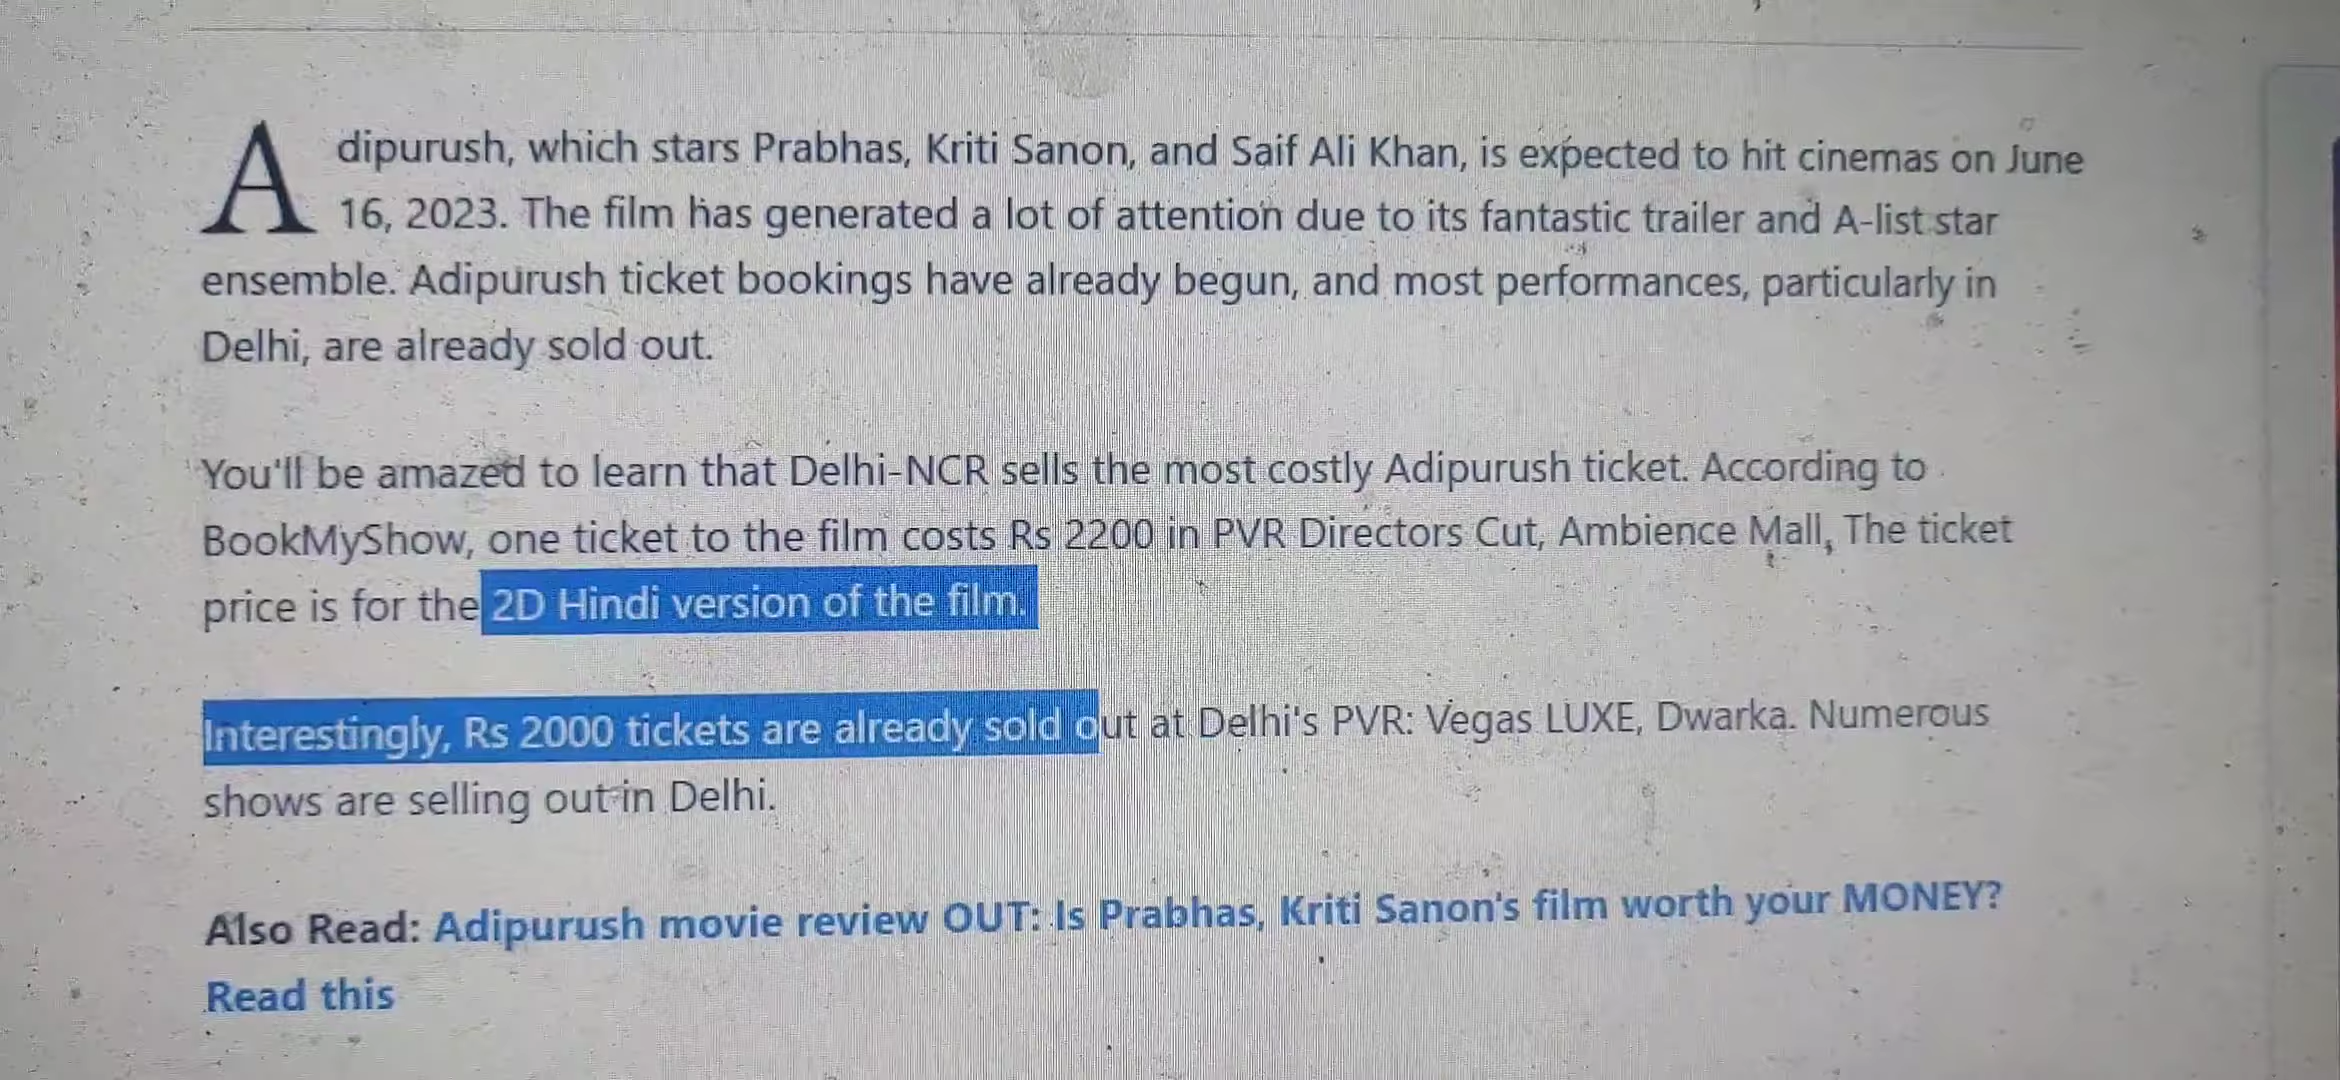 Adipurush, which stars Prabhas, Kriti Sanon, and Saif Ali Khan, is expected to hit cinemas on June
16, 2023. The film has generated a lot of attention due to its fantastic trailer and A-list star
ensemble. Adipurush ticket bookings have already begun, and most performances, particularly in
Delhi, are already sold out.
You'll be amazed to learn that Delhi-NCR sells the most costly Adipurush ticket. According to
BookMyShow, one ticket to the film costs Rs 2200 in PVR Directors Cut, Ambience Mall, The ticket
price is for the 2D Hindi version of the film.
Interestingly, Rs 2000 tickets are already sold out at Delhi's PVR: Vegas LUXE, Dwarka. Numerous
shows are selling out in Delhi.
Also Read: Adipurush movie review OUT: Is Prabhas, Kriti Sanon's film worth your MONEY?
Read this